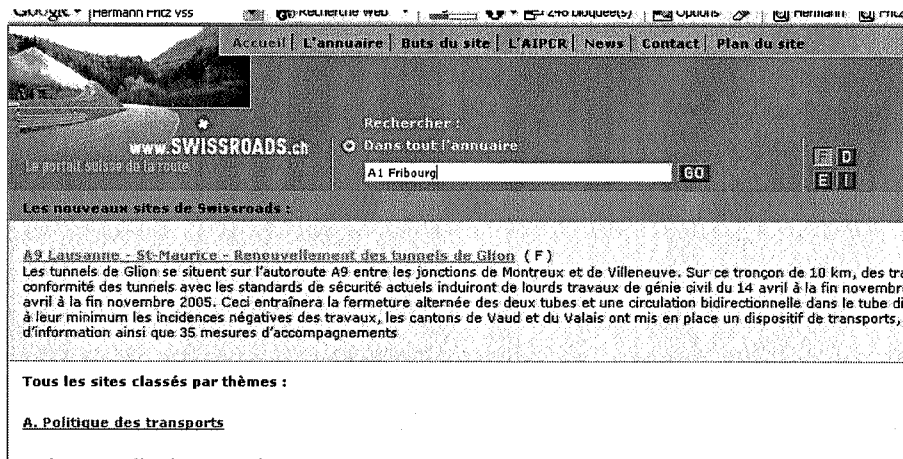 Hermann Fritz vss Recherche web Options Hermann
Accueil | L'annuaire | Buts du site | L'AIPCR | News | Contact | Plan du site
Rechercher :
www.SWISSROADS.ch Dans tout l'annuaire
Le portail suisse de la route A1 Fribourg GO F D
E I
Les nouveaux sites de Swissroads :
A9 Lausanne - St-Maurice - Renouvellement des tunnels de Glion ( F )
Les tunnels de Glion se situent sur l'autoroute A9 entre les jonctions de Montreux et de Villeneuve. Sur ce tronçon de 10 km, des tra
conformité des tunnels avec les standards de sécurité actuels induiront de lourds travaux de génie civil du 14 avril à la fin novembr
avril à la fin novembre 2005. Ceci entraînera la fermeture alternée des deux tubes et une circulation bidirectionnelle dans le tube di
à leur minimum les incidences négatives des travaux, les cantons de Vaud et du Valais ont mis en place un dispositif de transports,
d'information ainsi que 35 mesures d'accompagnements
Tous les sites classés par thèmes :
A. Politique des transports